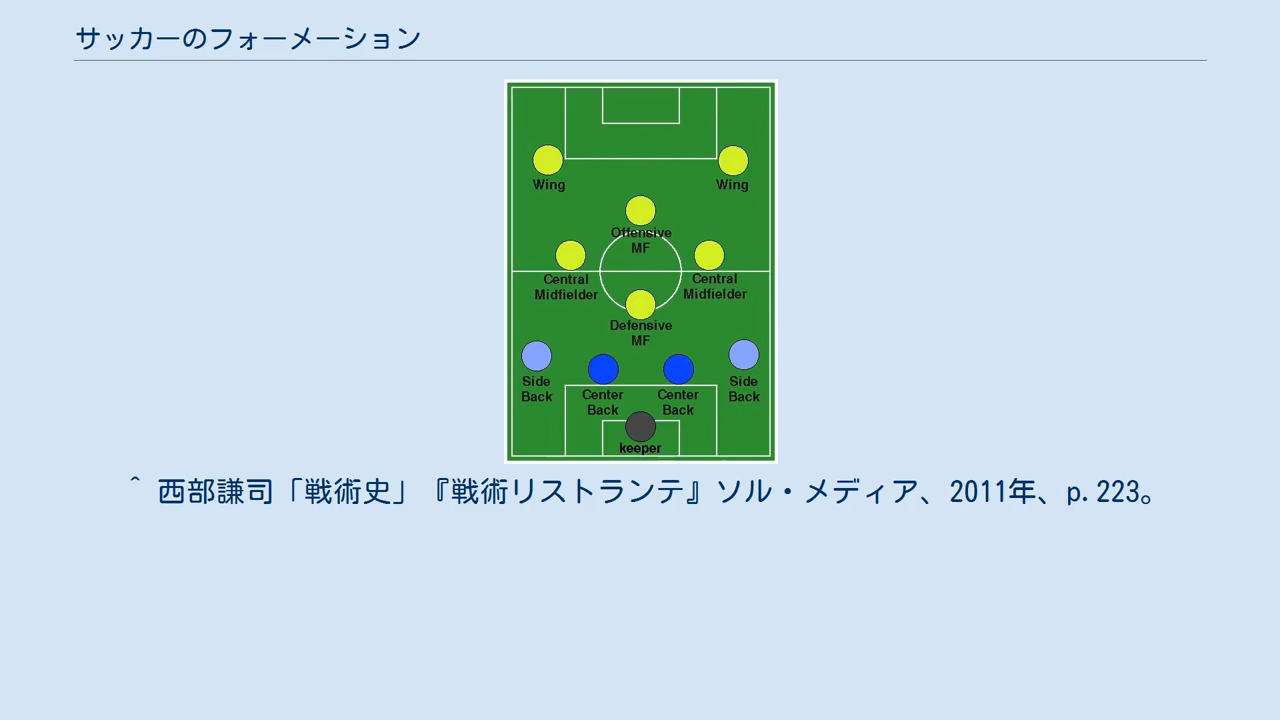 サッカーのフォーメーション
Wing
Wing
Offensive
MF
Central
Midfielder
Central
Midfielder
Defensive
MF
Side
Back
Center
Back
Center
Back
Side
Back
keeper
^ 西部謙司「戦術史」『戦術リストランテ』ソル・メディア、2011年、p.223。